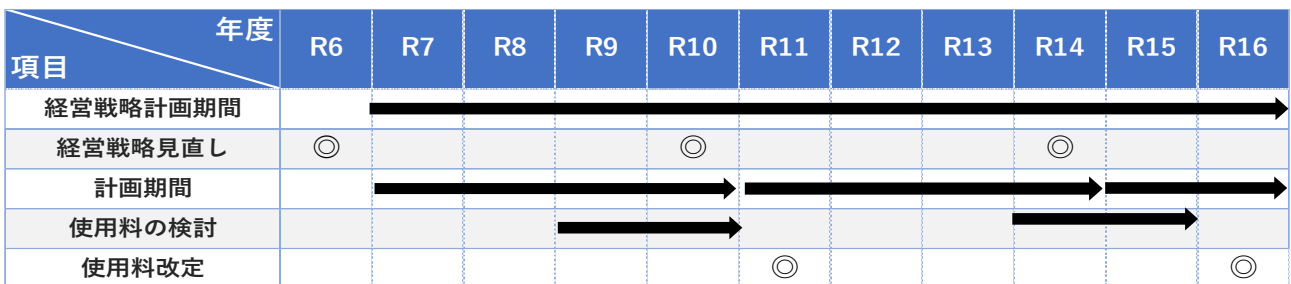 年度
項目 R6 R7 R8 R9 R10 R11 R12 R13 R14 R15 R16
経営戦略計画期間
経営戦略見直し ◎ ◎ ◎
計画期間
使用料の検討
使用料改定 ◎ ◎